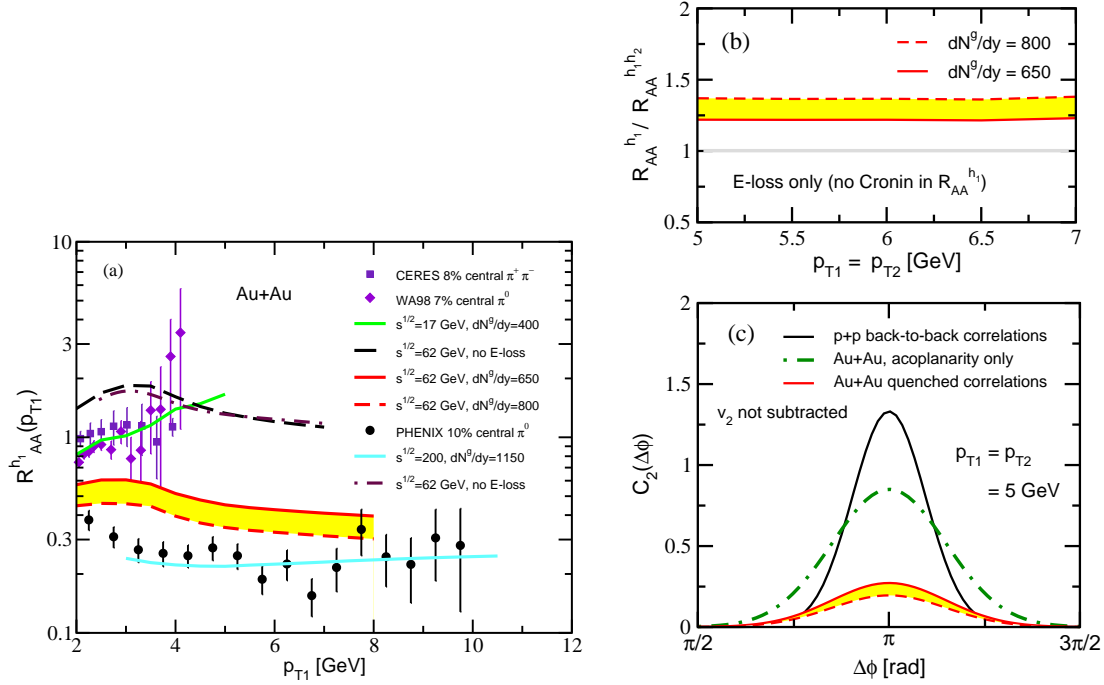 (a)
Au+Au
CERES 8% central π⁺ π⁻
WA98 7% central π⁰
s^1/2=17 GeV, dN^g/dy=400
s^1/2=62 GeV, no E-loss
s^1/2=62 GeV, dN^g/dy=650
s^1/2=62 GeV, dN^g/dy=800
PHENIX 10% central π⁰
s^1/2=200, dN^g/dy=1150
s^1/2=62 GeV, no E-loss
R^h₁_AA(p_T1)
10
3
1
0.3
0.1
2 4 6 8 10 12
p_T1 [GeV]
(b)
dN^g/dy = 800
dN^g/dy = 650
E-loss only (no Cronin in R_AA^h₁)
R_AA^h₁ / R_AA^h₁h₂
2
1.5
1
0.5
5 5.5 6 6.5 7
p_T1 = p_T2 [GeV]
(c)
p+p back-to-back correlations
Au+Au, acoplanarity only
Au+Au quenched correlations
v₂ not subtracted
p_T1 = p_T2
= 5 GeV
C₂(Δϕ)
2
1.5
1
0.5
0
π/2 π 3π/2
Δϕ [rad]